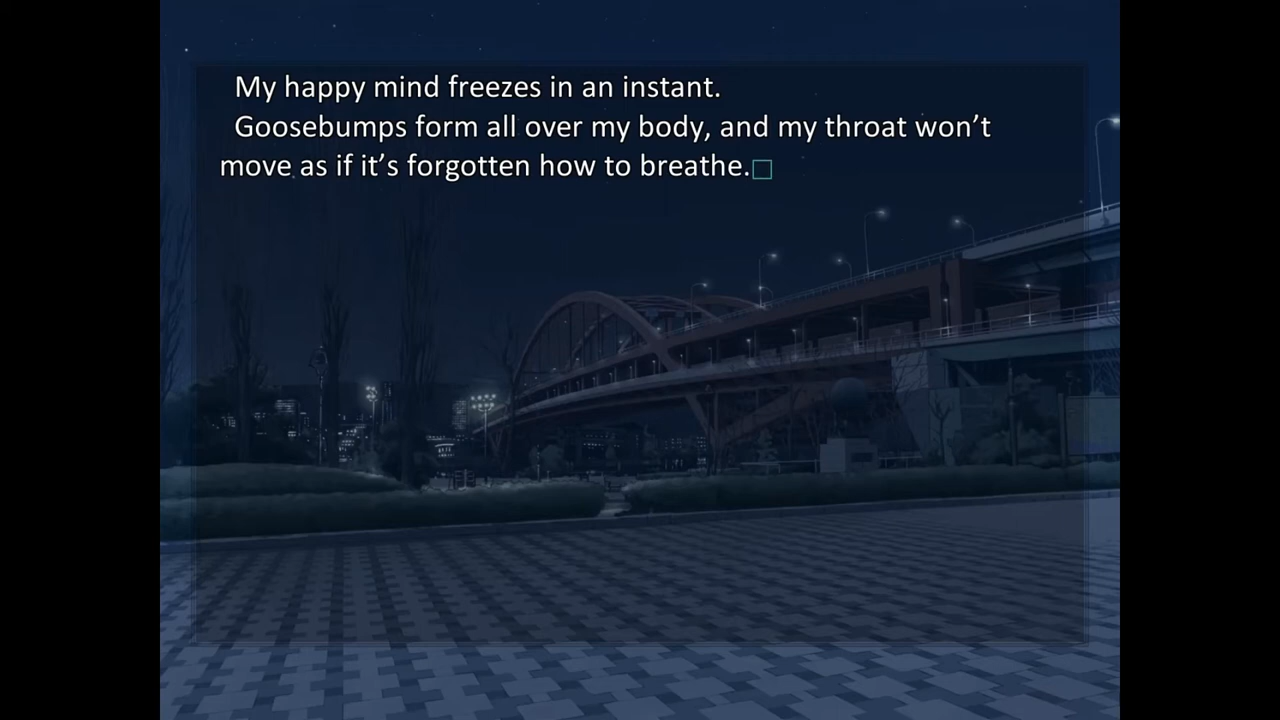 My happy mind freezes in an instant.
Goosebumps form all over my body, and my throat won’t
move as if it’s forgotten how to breathe.